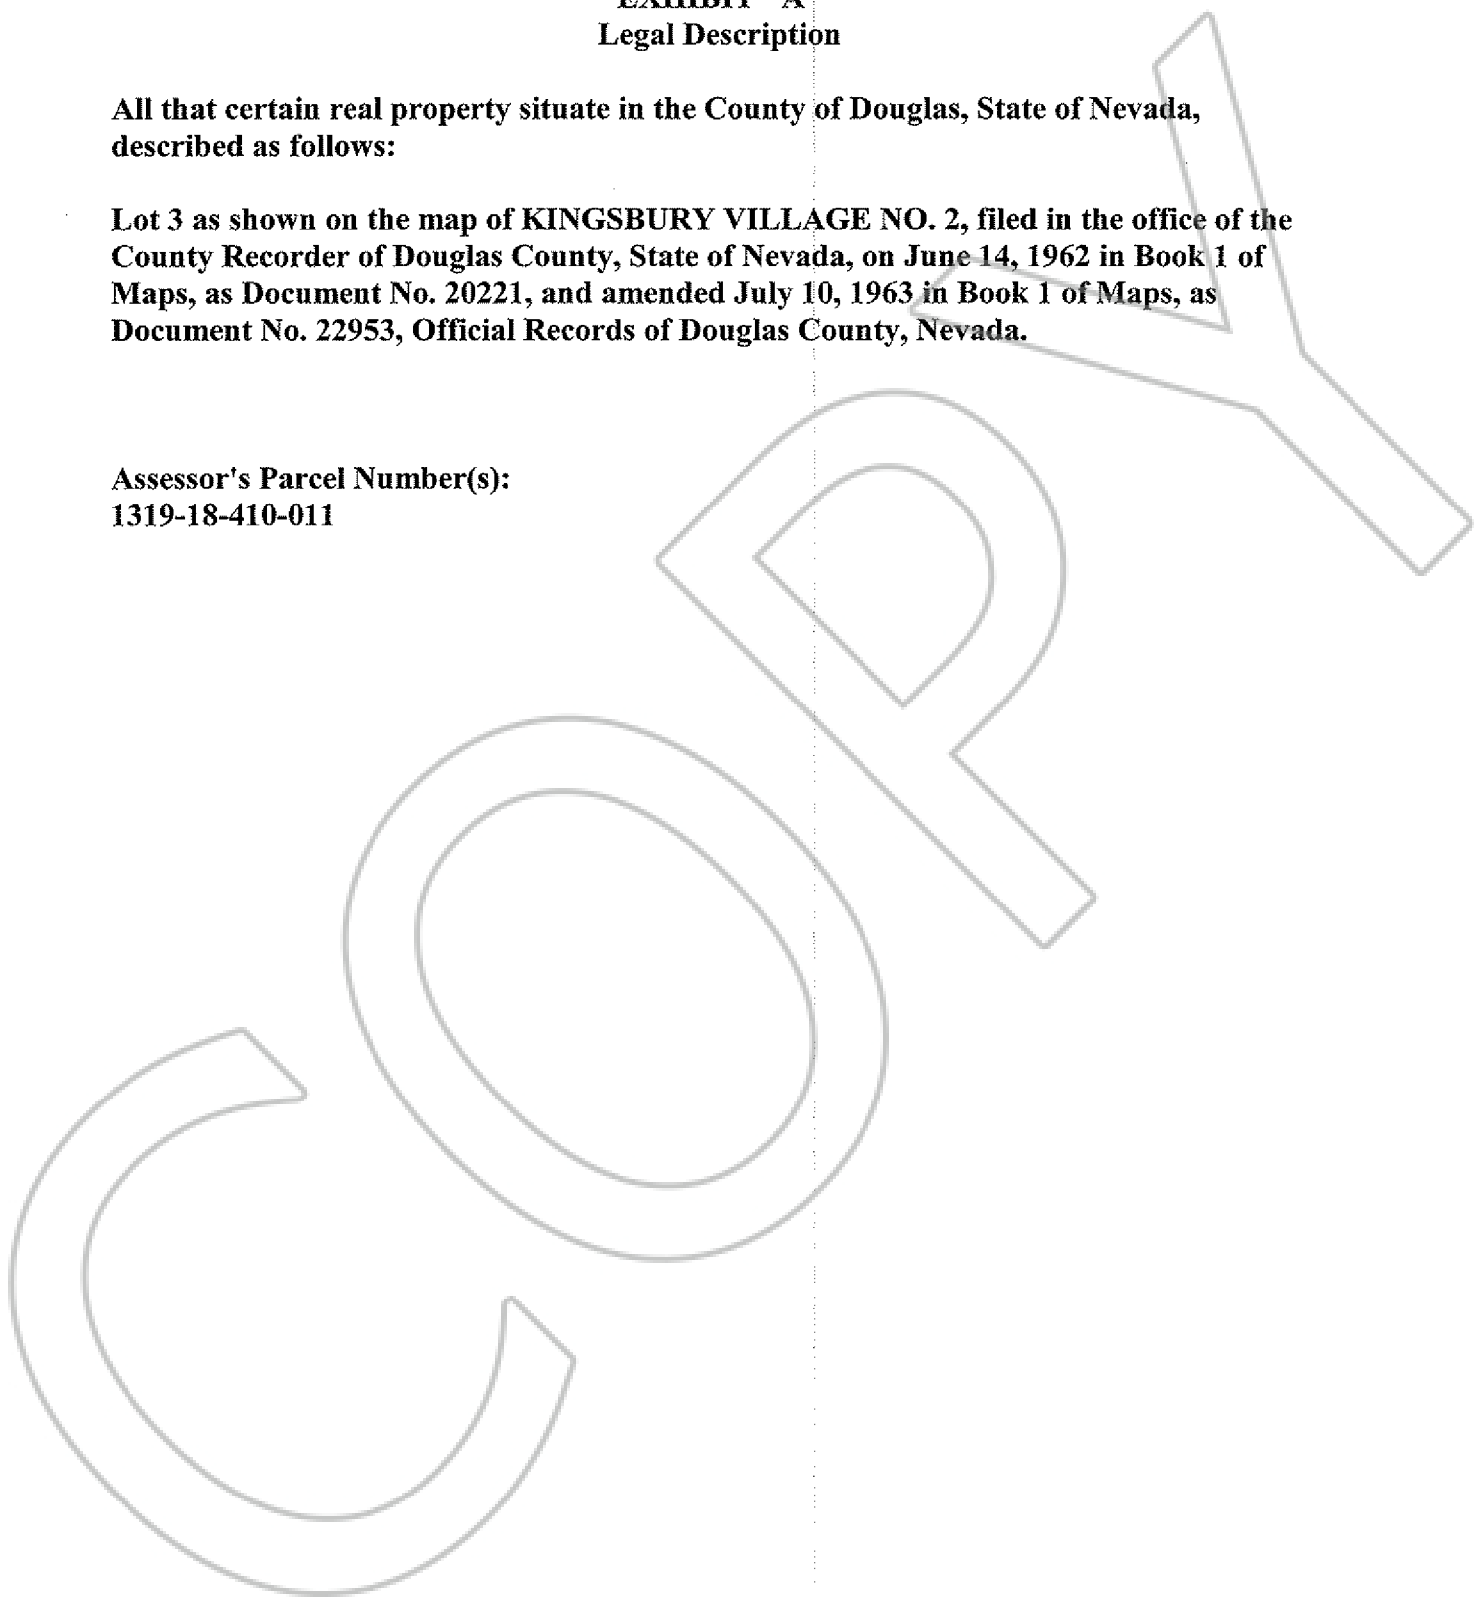 EXHIBIT "A"
Legal Description
All that certain real property situate in the County of Douglas, State of Nevada,
described as follows:
Lot 3 as shown on the map of KINGSBURY VILLAGE NO. 2, filed in the office of the
County Recorder of Douglas County, State of Nevada, on June 14, 1962 in Book 1 of
Maps, as Document No. 20221, and amended July 10, 1963 in Book 1 of Maps, as
Document No. 22953, Official Records of Douglas County, Nevada.
Assessor's Parcel Number(s):
1319-18-410-011
COPY